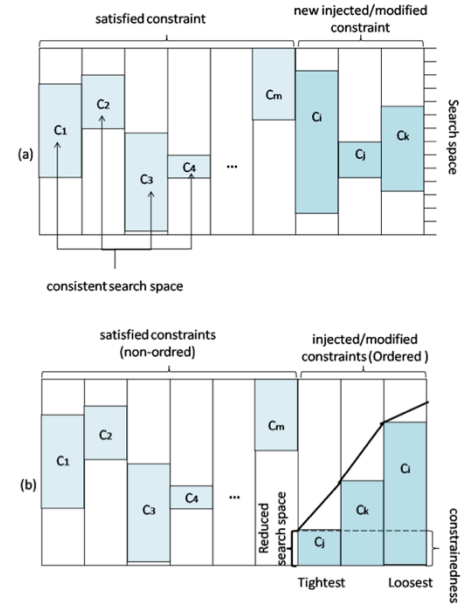 satisfied constraint
new injected/modified
constraint
(a)
C1
C2
C3
C4
...
Cm
Ci
Cj
Ck
Search space
consistent search space
satisfied constraints
(non-ordred)
injected/modified
constraints(Ordered )
(b)
C1
C2
C3
C4
...
Cm
Reduced
search space
Cj
Ck
Ci
constrainedness
Tightest
Loosest